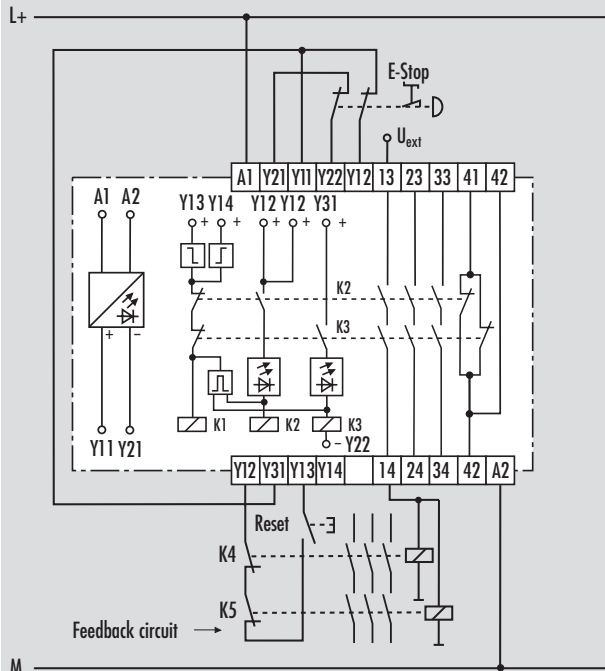 L+
E-Stop
Uext
A1 Y21 Y11 Y22 Y12 13 23 33 41 42
A1 A2 Y13 Y14 Y12 Y12 Y31
+ + + + +
K2
K3
+ −
K1 K2 K3
− Y22
Y11 Y21
Y12 Y31 Y13 Y14 14 24 34 42 A2
Reset
K4
K5
Feedback circuit
M